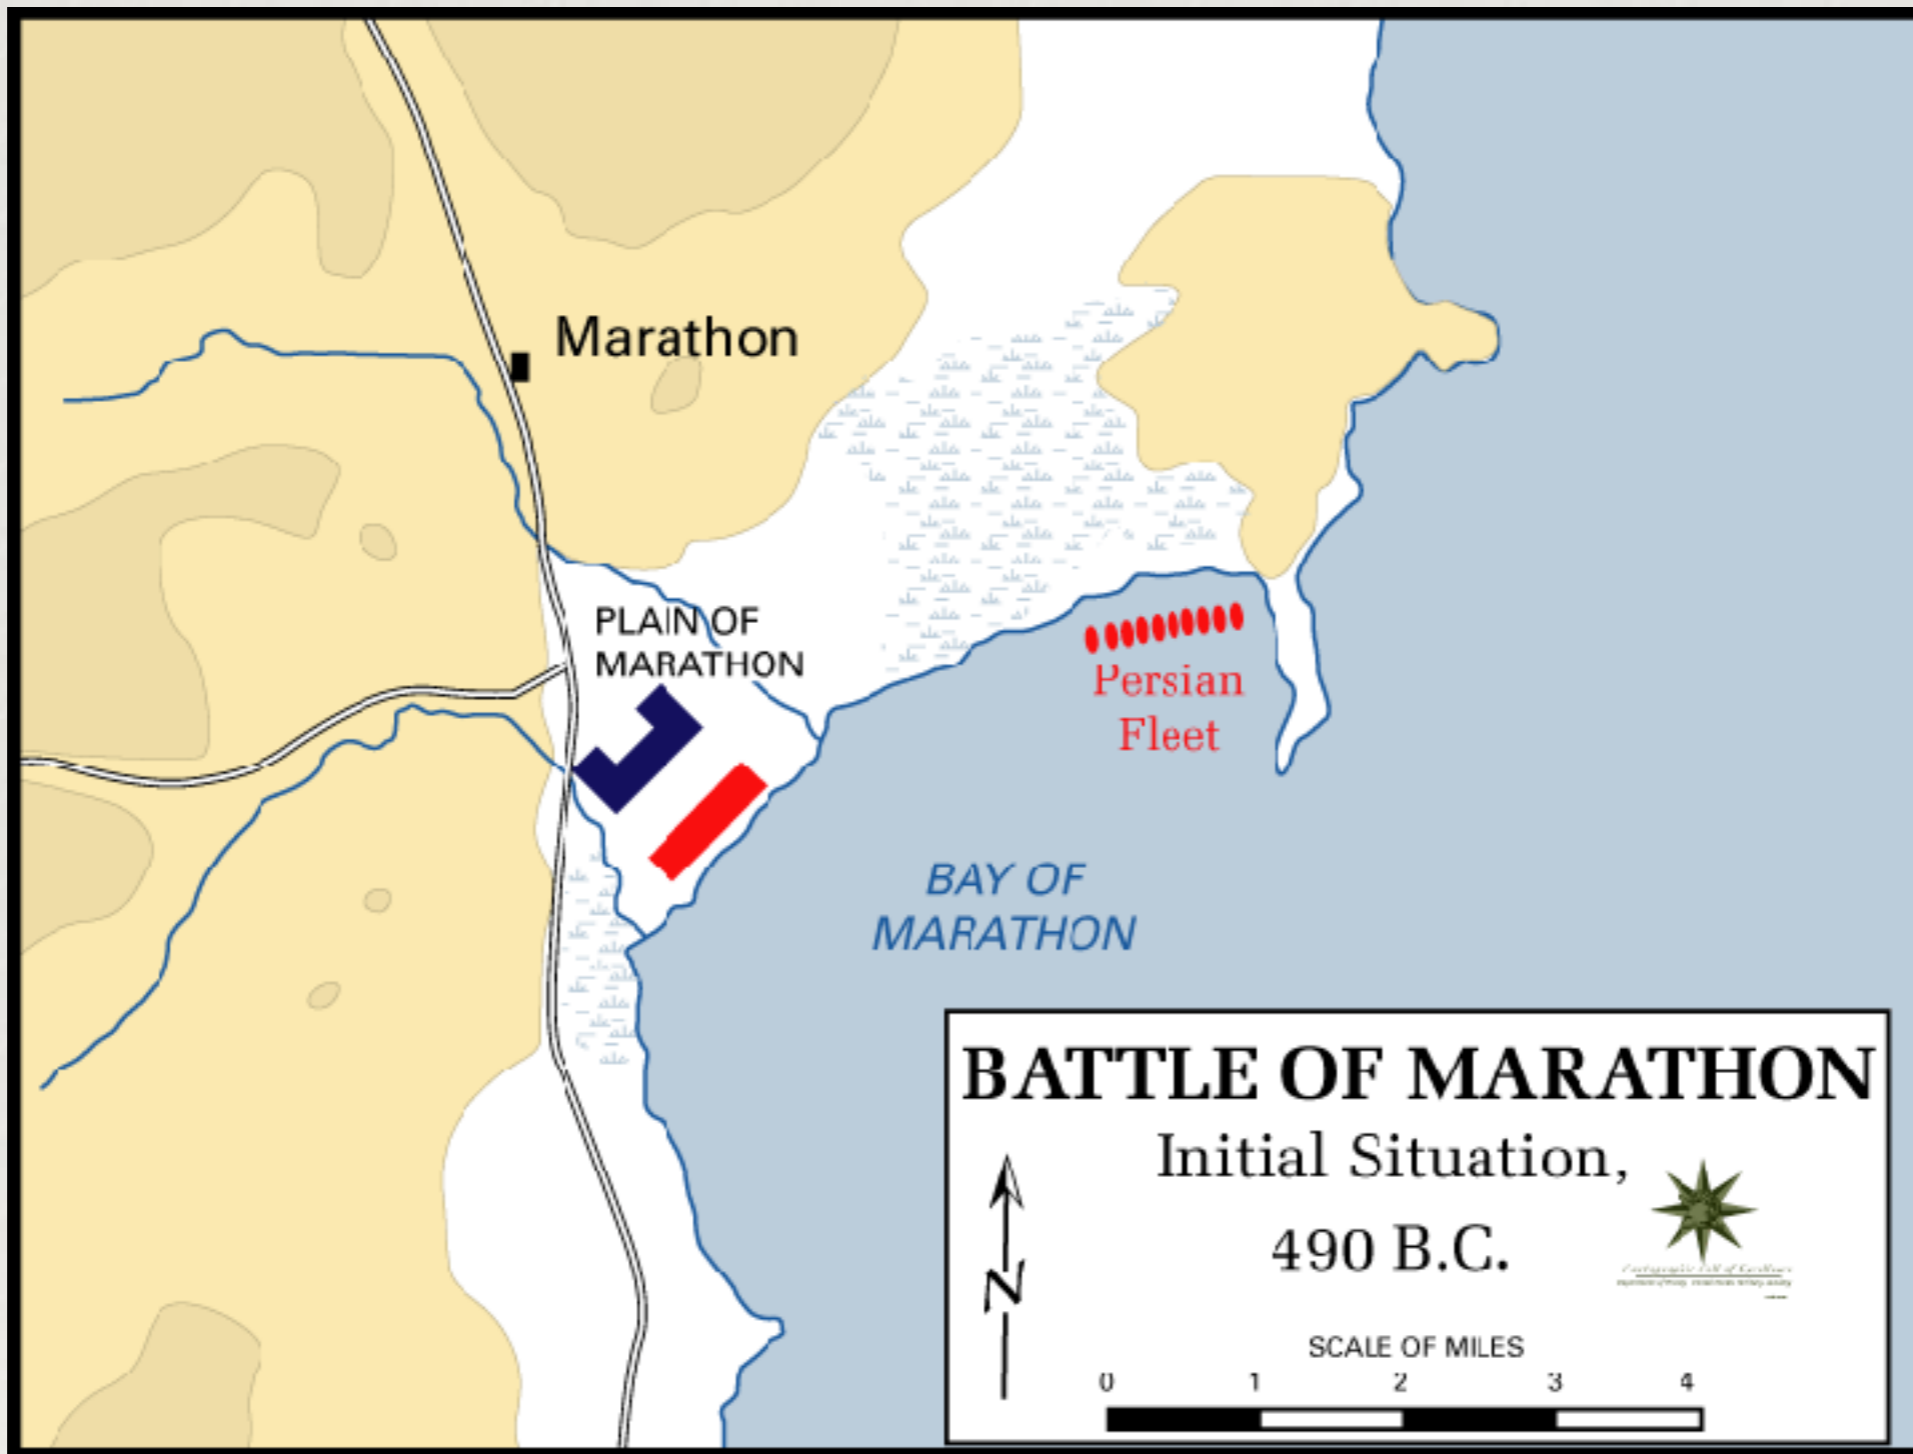 Marathon
PLAIN OF
MARATHON
Persian
Fleet
BAY OF
MARATHON
BATTLE OF MARATHON
Initial Situation,
490 B.C.
N
SCALE OF MILES
0 1 2 3 4